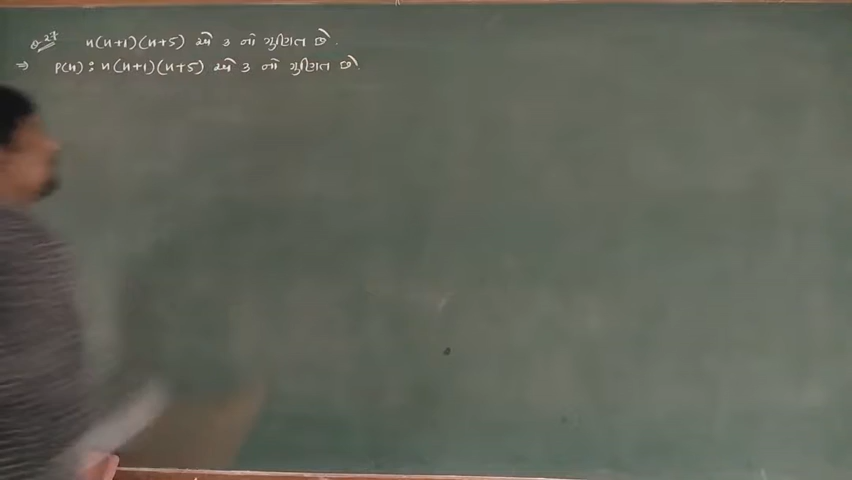 Q-27 n(n+1)(n+5) એ 3 નો ગુણિત છે.
⇒ P(n) : n(n+1)(n+5) એ 3 નો ગુણિત છે.